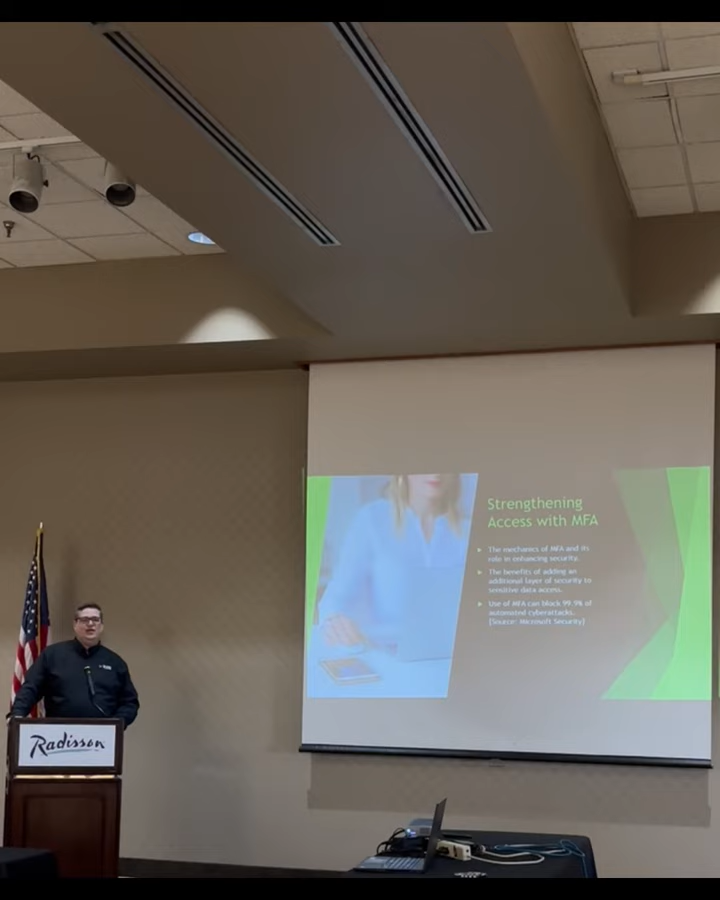 Strengthening
Access with MFA
The mechanics of MFA and its
role in enhancing security.
The benefits of adding an
additional layer of security to
sensitive data access.
Use of MFA can block 99.9% of
automated cyberattacks.
(Source: Microsoft Security)
Radisson